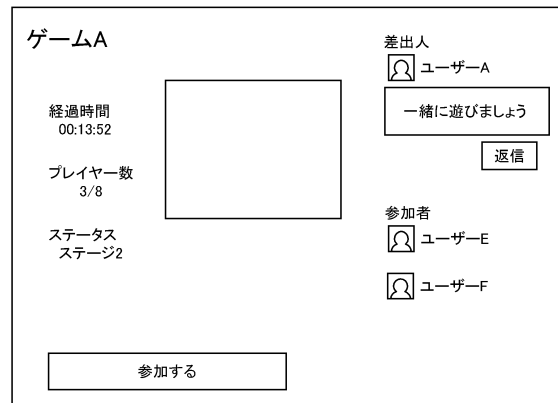 ゲームA
経過時間
00:13:52
プレイヤー数
3/8
ステータス
ステージ2
差出人
ユーザーA
一緒に遊びましょう
返信
参加者
ユーザーE
ユーザーF
参加する